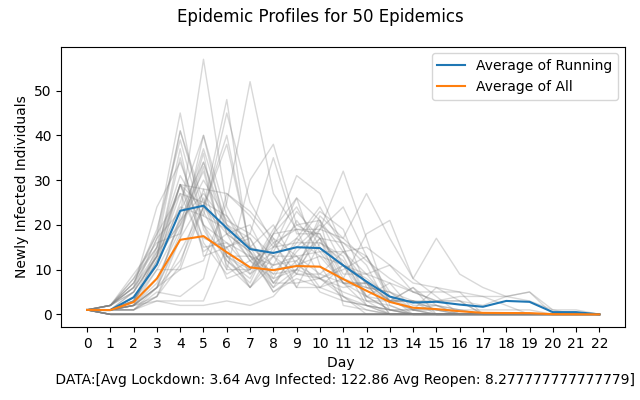 Epidemic Profiles for 50 Epidemics
Average of Running
Average of All
Newly Infected Individuals
50
40
30
20
10
0
0 1 2 3 4 5 6 7 8 9 10 11 12 13 14 15 16 17 18 19 20 21 22
Day
DATA:[Avg Lockdown: 3.64 Avg Infected: 122.86 Avg Reopen: 8.277777777777779]